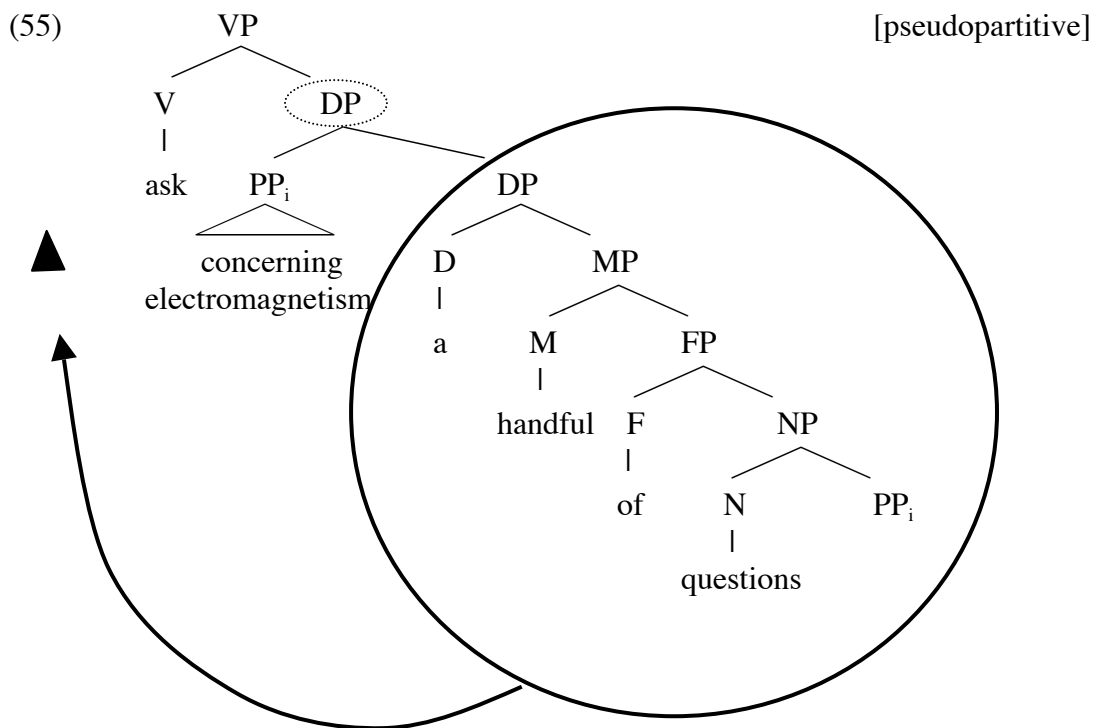 (55) VP [pseudopartitive]
V DP
ask PPi DP
concerning D MP
electromagnetism
a M FP
handful F NP
of N PPi
questions